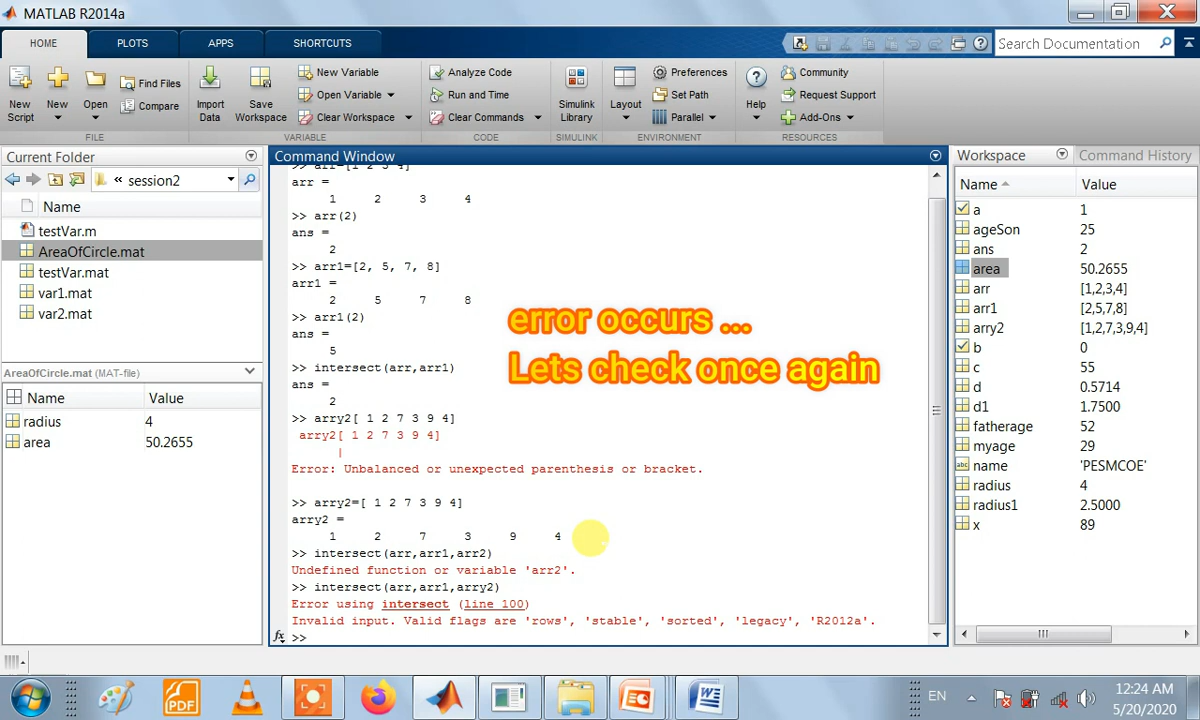 MATLAB R2014a
HOME PLOTS APPS SHORTCUTS
Search Documentation
New Script
New
Open
Find Files
Compare
FILE
Import Data
Save Workspace
New Variable
Open Variable
Clear Workspace
VARIABLE
Analyze Code
Run and Time
Clear Commands
CODE
Simulink Library
SIMULINK
Layout
Preferences
Set Path
Parallel
ENVIRONMENT
Help
Community
Request Support
Add-Ons
RESOURCES
Current Folder
« session2
Name
testVar.m
AreaOfCircle.mat
testVar.mat
var1.mat
var2.mat
AreaOfCircle.mat (MAT-file)
Name Value
radius 4
area 50.2655
Command Window
>> arr=[1 2 3 4]
arr =
1 2 3 4
>> arr(2)
ans =
2
>> arr1=[2, 5, 7, 8]
arr1 =
2 5 7 8
>> arr1(2)
ans =
5
>> intersect(arr,arr1)
ans =
2
>> arry2[ 1 2 7 3 9 4]
arry2[ 1 2 7 3 9 4]
|
Error: Unbalanced or unexpected parenthesis or bracket.
>> arry2=[ 1 2 7 3 9 4]
arry2 =
1 2 7 3 9 4
>> intersect(arr,arr1,arr2)
Undefined function or variable 'arr2'.
>> intersect(arr,arr1,arry2)
Error using intersect (line 100)
Invalid input. Valid flags are 'rows', 'stable', 'sorted', 'legacy', 'R2012a'.
fx >>
error occurs ...
Lets check once again
Workspace Command History
Name Value
a 1
ageSon 25
ans 2
area 50.2655
arr [1,2,3,4]
arr1 [2,5,7,8]
arry2 [1,2,7,3,9,4]
b 0
c 55
d 0.5714
d1 1.7500
fatherage 52
myage 29
abc name 'PESMCOE'
radius 4
radius1 2.5000
x 89
PDF
EN
12:24 AM
5/20/2020